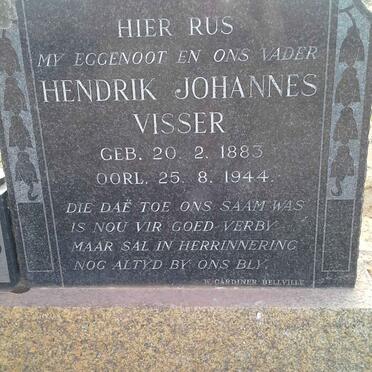 HIER RUS
MY EGGENOOT EN ONS VADER
HENDRIK JOHANNES
VISSER
GEB. 20. 2. 1883
OORL. 25. 8. 1944.
DIE DAË TOE ONS SAAM WAS
IS NOU VIR GOED VERBY
MAAR SAL IN HERRINNERING
NOG ALTYD BY ONS BLY.
W. GARDINER BELLVILLE